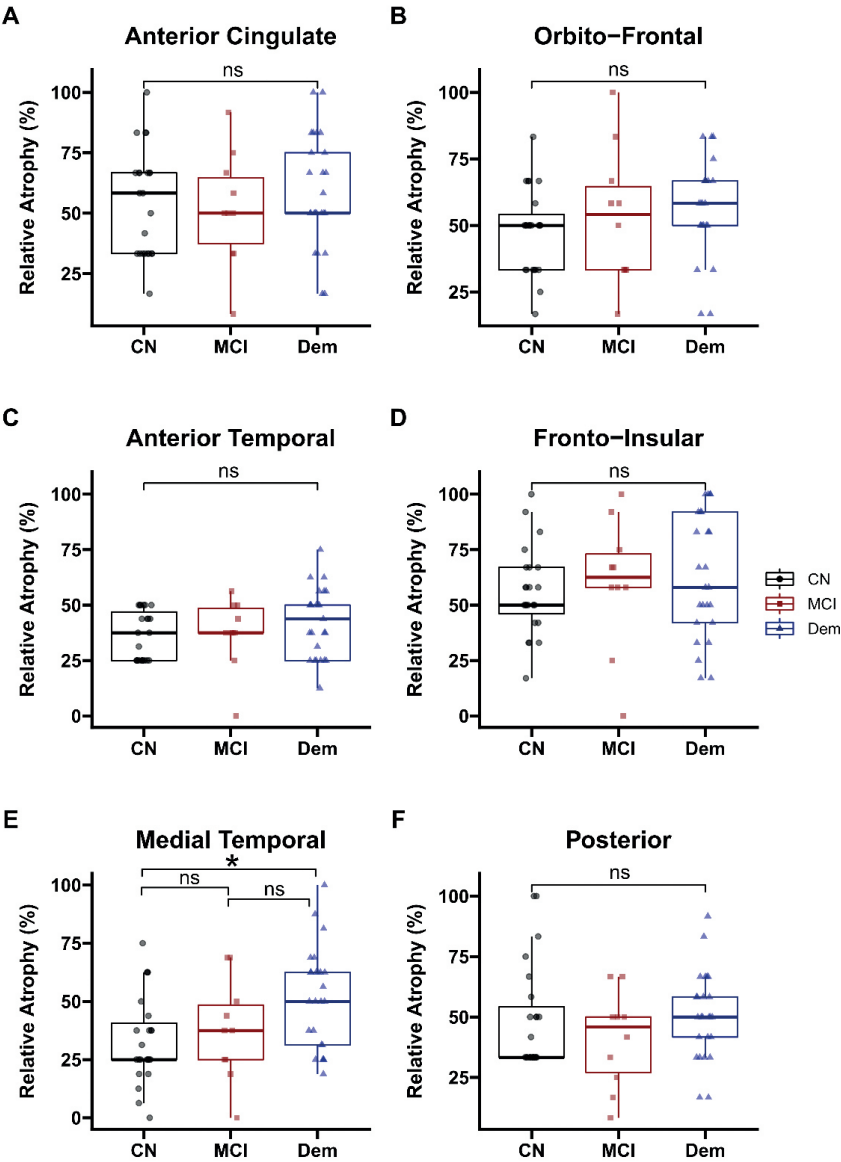 A
Anterior Cingulate
ns
Relative Atrophy (%)
100
75
50
25
CN MCI Dem
B
Orbito−Frontal
ns
Relative Atrophy (%)
100
75
50
25
CN MCI Dem
C
Anterior Temporal
ns
Relative Atrophy (%)
100
75
50
25
0
CN MCI Dem
D
Fronto−Insular
ns
Relative Atrophy (%)
100
75
50
25
0
CN MCI Dem
CN
MCI
Dem
E
Medial Temporal
*
ns
ns
Relative Atrophy (%)
100
75
50
25
0
CN MCI Dem
F
Posterior
ns
Relative Atrophy (%)
100
75
50
25
CN MCI Dem